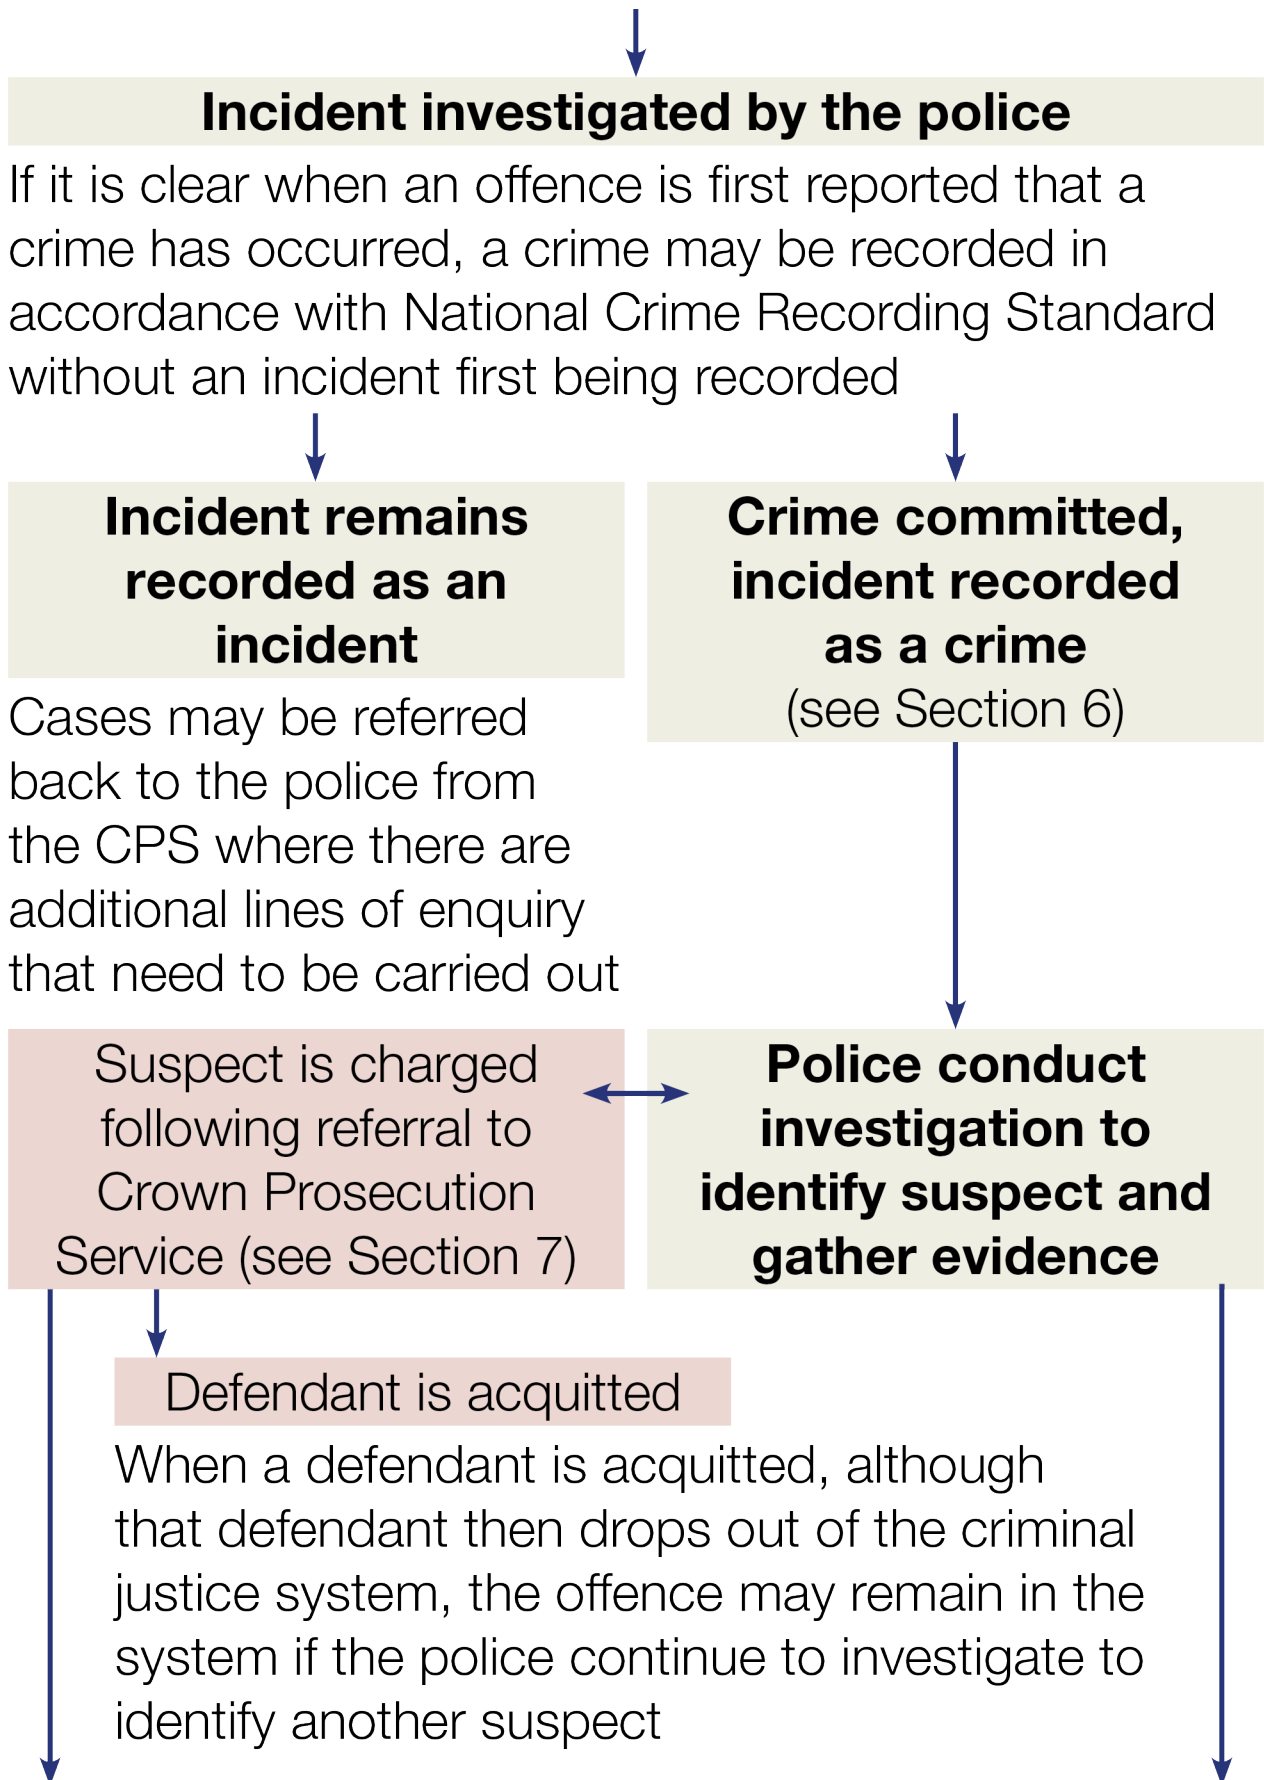 Incident investigated by the police
If it is clear when an offence is first reported that a
crime has occurred, a crime may be recorded in
accordance with National Crime Recording Standard
without an incident first being recorded
Incident remains
recorded as an
incident
Cases may be referred
back to the police from
the CPS where there are
additional lines of enquiry
that need to be carried out
Crime committed,
incident recorded
as a crime
(see Section 6)
Suspect is charged
following referral to
Crown Prosecution
Service (see Section 7)
Police conduct
investigation to
identify suspect and
gather evidence
Defendant is acquitted
When a defendant is acquitted, although
that defendant then drops out of the criminal
justice system, the offence may remain in the
system if the police continue to investigate to
identify another suspect